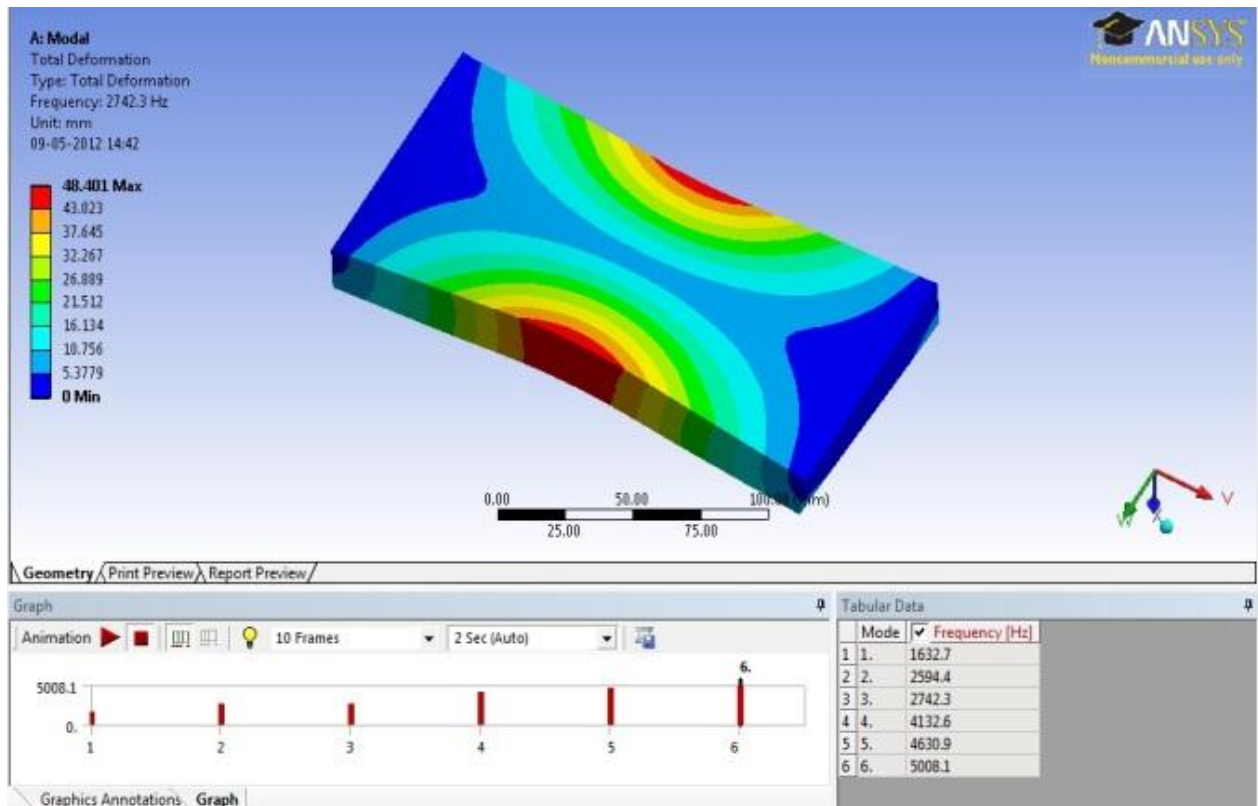 A: Modal
Total Deformation
Type: Total Deformation
Frequency: 2742.3 Hz
Unit: mm
09-05-2012 14:42
ANSYS
Noncommercial use only
48.401 Max
43.023
37.645
32.267
26.889
21.512
16.134
10.756
5.3779
0 Min
0.00 50.00 100.00 (mm)
25.00 75.00
V
W
X
Geometry Print Preview Report Preview
Graph
Animation 10 Frames 2 Sec (Auto)
6.
5008.1
0.
1 2 3 4 5 6
Graphics Annotations Graph
Tabular Data
Mode Frequency [Hz]
1 1. 1632.7
2 2. 2594.4
3 3. 2742.3
4 4. 4132.6
5 5. 4630.9
6 6. 5008.1